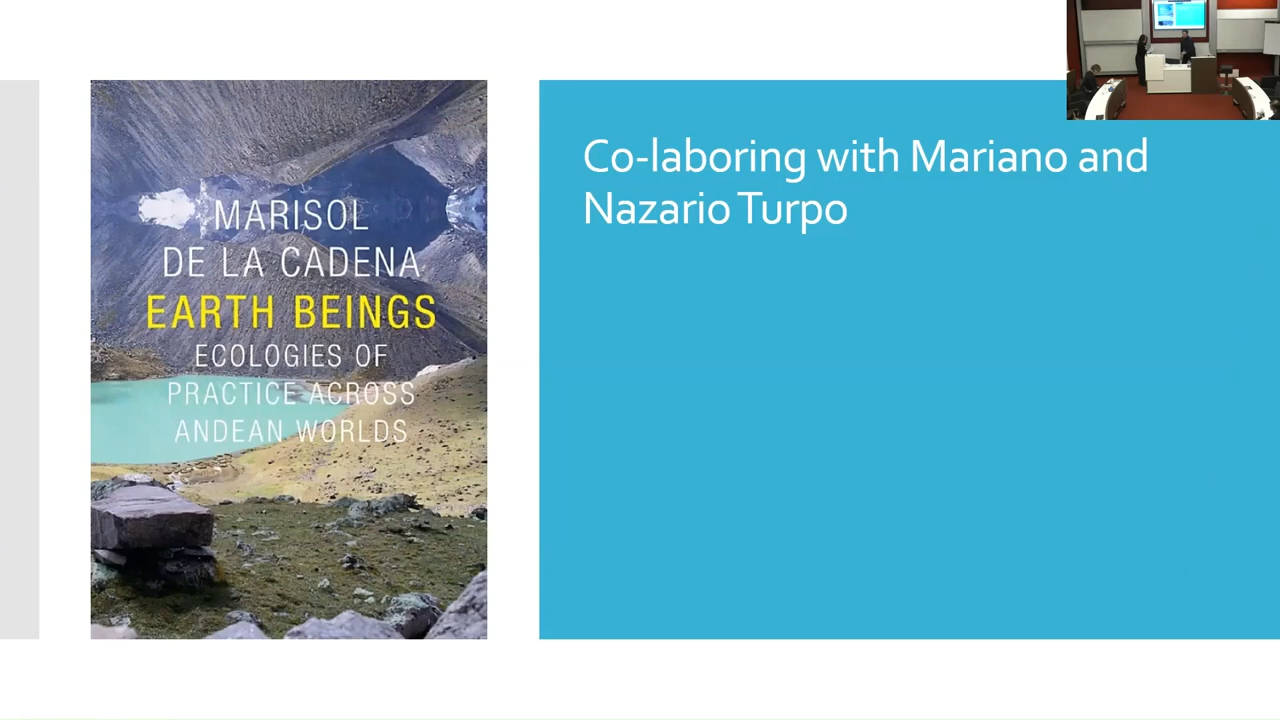 MARISOL
DE LA CADENA
EARTH BEINGS
ECOLOGIES OF
PRACTICE ACROSS
ANDEAN WORLDS
Co-laboring with Mariano and
Nazario Turpo